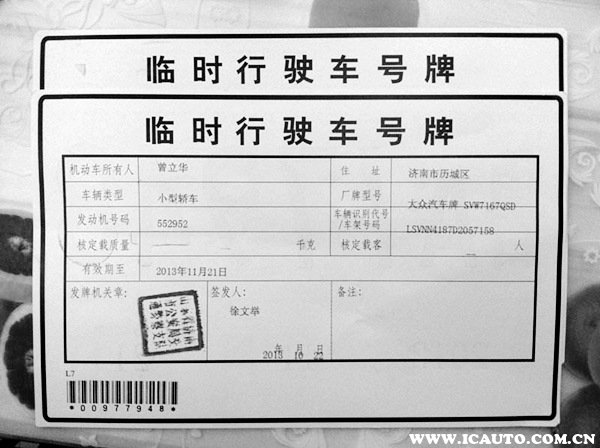 临时行驶车号牌
临时行驶车号牌
机动车所有人 曾立华 住 址 济南市历城区
车辆类型 小型轿车 厂牌型号 大众汽车牌 SVW7167QSD
发动机号码 552952 车辆识别代号/车架号码 LSVNN4187D2057158
核定载质量 千克 核定载客 人
有效期至 2013年11月21日
发牌机关章: 签发人: 备注:
徐文举
年 月 日
2013 10 22
L7
*00977948*
WWW.ICAUTO.COM.CN